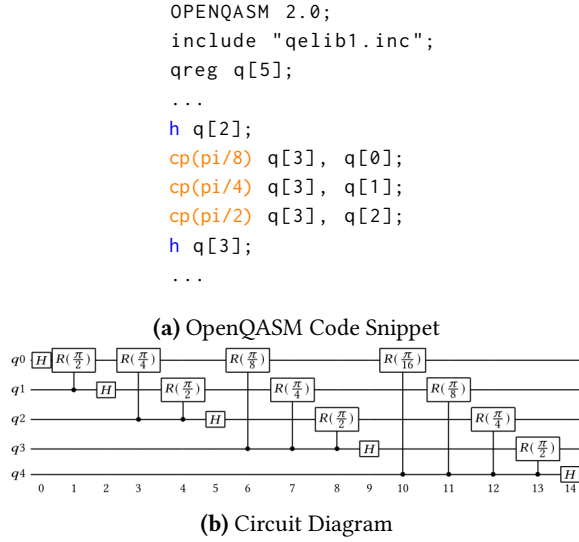 OPENQASM 2.0;
include "qelib1.inc";
qreg q[5];
...
h q[2];
cp(pi/8) q[3], q[0];
cp(pi/4) q[3], q[1];
cp(pi/2) q[3], q[2];
h q[3];
...
(a) OpenQASM Code Snippet
q0 H R(π/2) R(π/4) R(π/8) R(π/16)
q1 H R(π/2) R(π/4) R(π/8)
q2 H R(π/2) R(π/4)
q3 H R(π/2)
q4 H
0 1 2 3 4 5 6 7 8 9 10 11 12 13 14
(b) Circuit Diagram